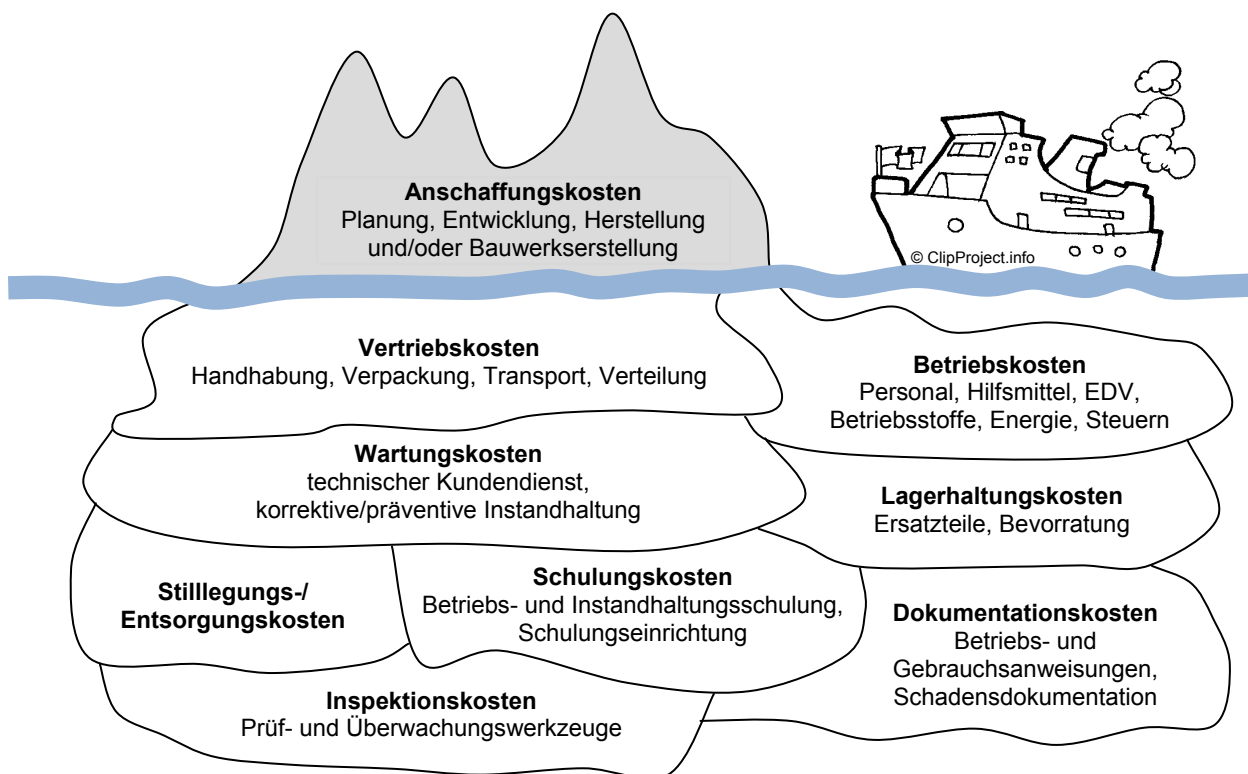 Anschaffungskosten
Planung, Entwicklung, Herstellung
und/oder Bauwerkserstellung
© ClipProject.info
Vertriebskosten
Handhabung, Verpackung, Transport, Verteilung
Betriebskosten
Personal, Hilfsmittel, EDV,
Betriebsstoffe, Energie, Steuern
Wartungskosten
technischer Kundendienst,
korrektive/präventive Instandhaltung
Lagerhaltungskosten
Ersatzteile, Bevorratung
Stilllegungs-/
Entsorgungskosten
Schulungskosten
Betriebs- und Instandhaltungsschulung,
Schulungseinrichtung
Dokumentationskosten
Betriebs- und
Gebrauchsanweisungen,
Schadensdokumentation
Inspektionskosten
Prüf- und Überwachungswerkzeuge